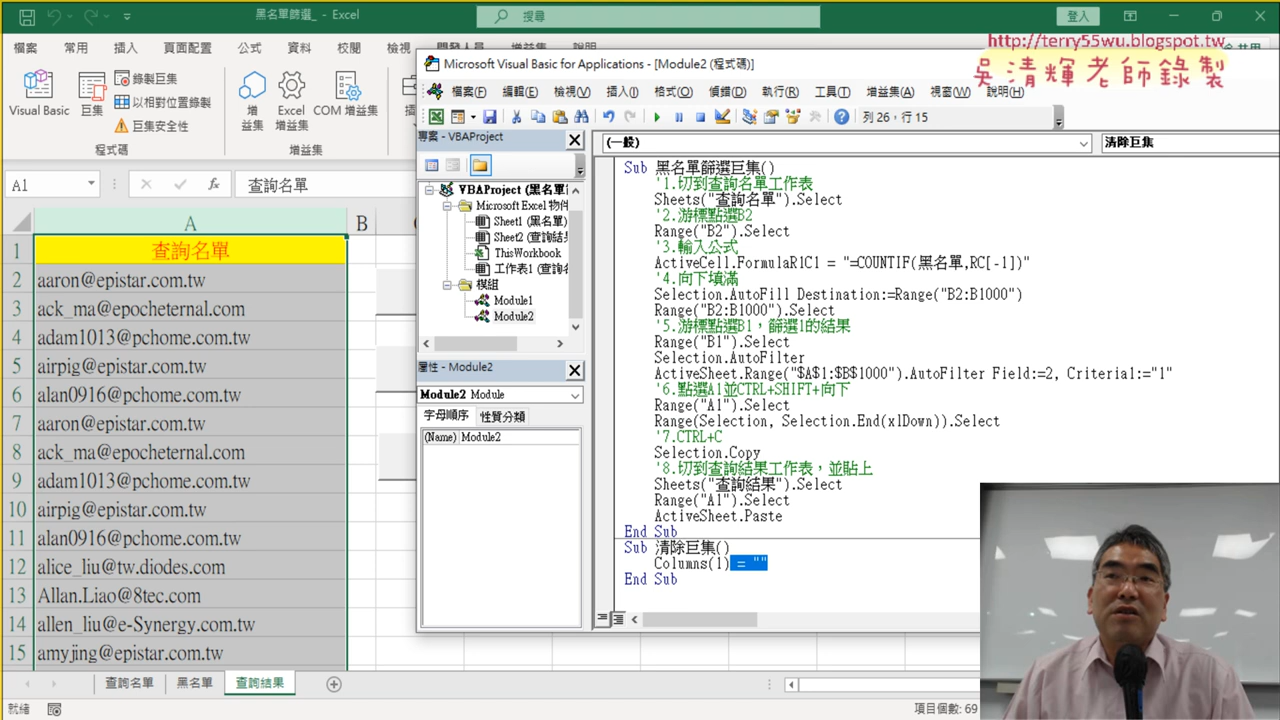 黑名單篩選_ - Excel
搜尋
登入
檔案 常用 插入 頁面配置 公式 資料 校閱 檢視
http://terry55wu.blogspot.tw
吳清輝老師錄製
Visual Basic
巨集
錄製巨集
以相對位置錄製
巨集安全性
程式碼
增益集
Excel 增益集
COM 增益集
增益集
A1
查詢名單
A B
1 查詢名單
2 aaron@epistar.com.tw
3 ack_ma@epocheternal.com
4 adam1013@pchome.com.tw
5 airpig@epistar.com.tw
6 alan0916@pchome.com.tw
7 aaron@epistar.com.tw
8 ack_ma@epocheternal.com
9 adam1013@pchome.com.tw
10 airpig@epistar.com.tw
11 alan0916@pchome.com.tw
12 alice_liu@tw.diodes.com
13 Allan.Liao@8tec.com
14 allen_liu@e-Synergy.com.tw
15 amyjing@epistar.com.tw
查詢名單 黑名單 查詢結果
就緒
項目個數: 69
Microsoft Visual Basic for Applications - [Module2 (程式碼)]
檔案(F) 編輯(E) 檢視(V) 插入(I) 格式(O) 偵錯(D) 執行(R) 工具(T) 增益集(A) 視窗(W) 說明(H)
列 26，行 15
專案 - VBAProject
VBAProject (黑名單
Microsoft Excel 物件
Sheet1 (黑名單)
Sheet2 (查詢結
ThisWorkbook
工作表1 (查詢名
模組
Module1
Module2
屬性 - Module2
Module2 Module
字母順序 性質分類
(Name) Module2
(一般)
清除巨集
Sub 黑名單篩選巨集()
'1.切到查詢名單工作表
Sheets("查詢名單").Select
'2.游標點選B2
Range("B2").Select
'3.輸入公式
ActiveCell.FormulaR1C1 = "=COUNTIF(黑名單,RC[-1])"
'4.向下填滿
Selection.AutoFill Destination:=Range("B2:B1000")
Range("B2:B1000").Select
'5.游標點選B1，篩選1的結果
Range("B1").Select
Selection.AutoFilter
ActiveSheet.Range("$A$1:$B$1000").AutoFilter Field:=2, Criteria1:="1"
'6.點選A1並CTRL+SHIFT+向下
Range("A1").Select
Range(Selection, Selection.End(xlDown)).Select
'7.CTRL+C
Selection.Copy
'8.切到查詢結果工作表，並貼上
Sheets("查詢結果").Select
Range("A1").Select
ActiveSheet.Paste
End Sub
Sub 清除巨集()
Columns(1) = ""
End Sub